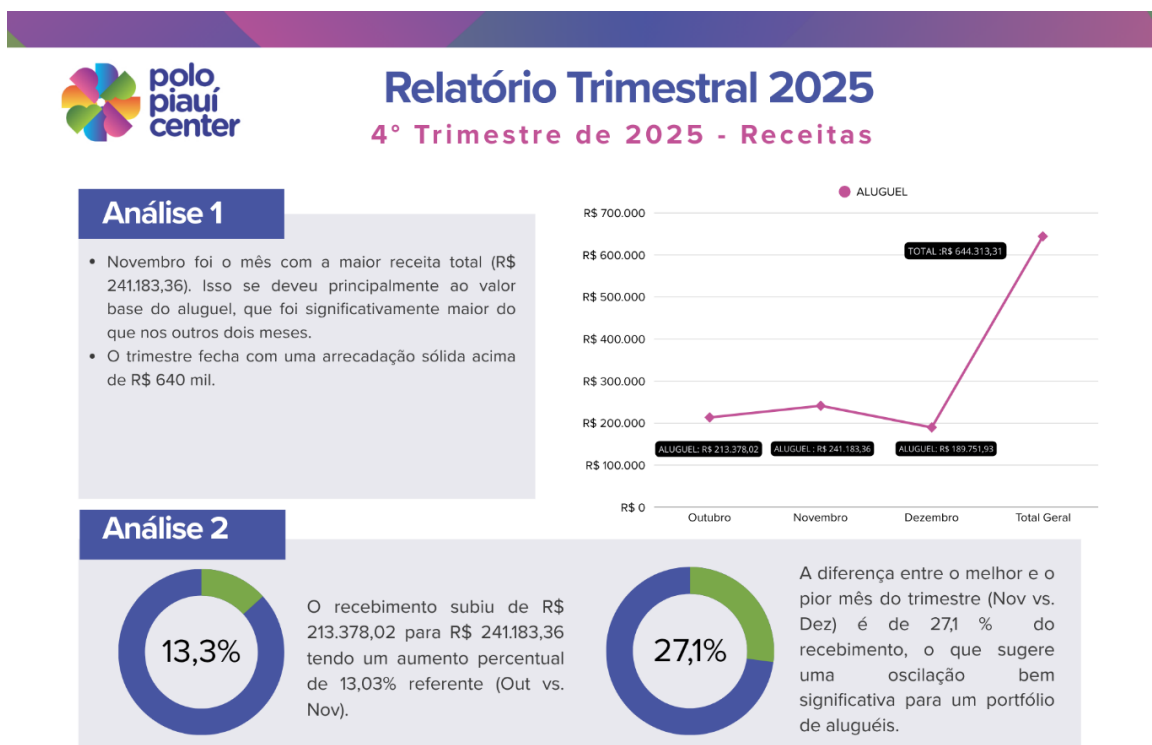 polo
piauí
center
Relatório Trimestral 2025
4° Trimestre de 2025 - Receitas
Análise 1
• Novembro foi o mês com a maior receita total (R$
241.183,36). Isso se deveu principalmente ao valor
base do aluguel, que foi significativamente maior do
que nos outros dois meses.
• O trimestre fecha com uma arrecadação sólida acima
de R$ 640 mil.
ALUGUEL
R$ 700.000
R$ 600.000
R$ 500.000
R$ 400.000
R$ 300.000
R$ 200.000
R$ 100.000
R$ 0
TOTAL :R$ 644.313,31
ALUGUEL: R$ 213.378,02
ALUGUEL : R$ 241.183,36
ALUGUEL: R$ 189.751,93
Outubro
Novembro
Dezembro
Total Geral
Análise 2
13,3%
O recebimento subiu de R$
213.378,02 para R$ 241.183,36
tendo um aumento percentual
de 13,03% referente (Out vs.
Nov).
27,1%
A diferença entre o melhor e o
pior mês do trimestre (Nov vs.
Dez) é de 27,1 % do
recebimento, o que sugere
uma oscilação bem
significativa para um portfólio
de aluguéis.